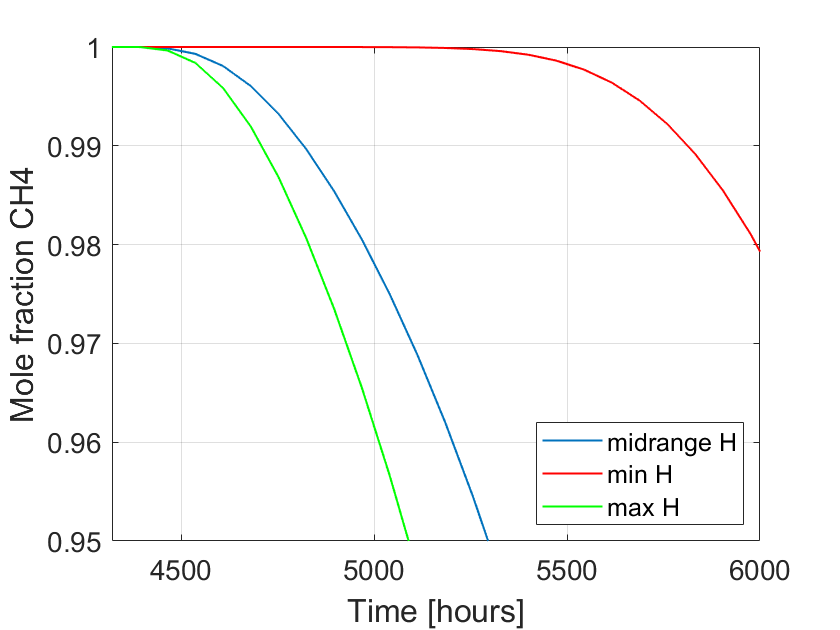 1
0.99
0.98
0.97
0.96
0.95
Mole fraction CH4
4500
5000
5500
6000
Time [hours]
midrange H
min H
max H